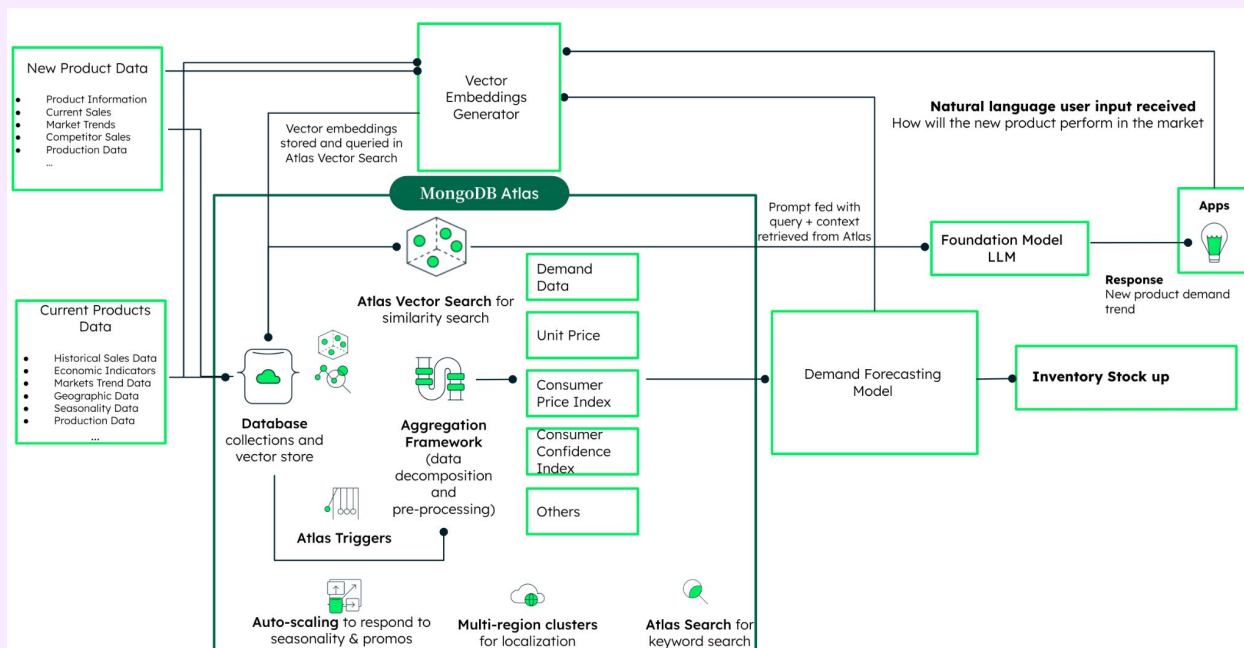 New Product Data
Product Information
Current Sales
Market Trends
Competitor Sales
Production Data
...
Vector
Embeddings
Generator
Vector embeddings
stored and queried in
Atlas Vector Search
Natural language user input received
How will the new product perform in the market
MongoDB Atlas
Prompt fed with
query + context
retrieved from Atlas
Foundation Model
LLM
Apps
Response
New product demand
trend
Atlas Vector Search for
similarity search
Current Products
Data
Historical Sales Data
Economic Indicators
Markets Trend Data
Geographic Data
Seasonality Data
Production Data
...
Database
collections and
vector store
Aggregation
Framework
(data
decomposition
and
pre-processing)
Atlas Triggers
Demand
Data
Unit Price
Consumer
Price Index
Consumer
Confidence
Index
Others
Demand Forecasting
Model
Inventory Stock up
Auto-scaling to respond to
seasonality & promos
Multi-region clusters
for localization
Atlas Search for
keyword search